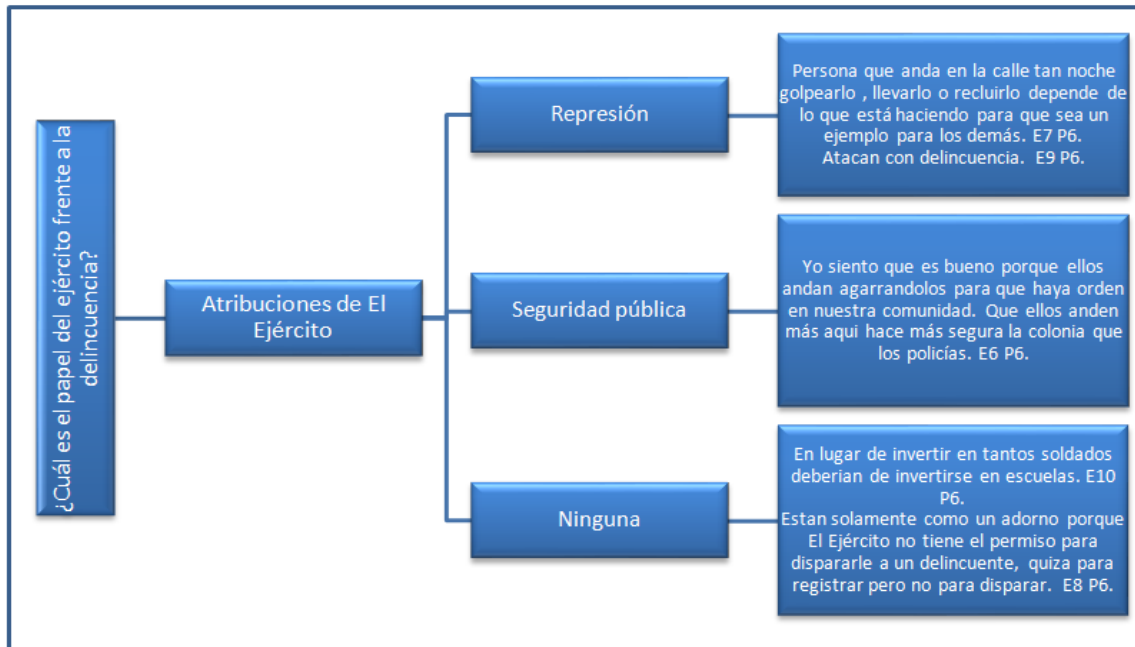 ¿Cuál es el papel del ejército frente a la
delincuencia?
Atribuciones de El
Ejército
Represión
Persona que anda en la calle tan noche
golpearlo , llevarlo o recluirlo depende de
lo que está haciendo para que sea un
ejemplo para los demás. E7 P6.
Atacan con delincuencia. E9 P6.
Seguridad pública
Yo siento que es bueno porque ellos
andan agarrandolos para que haya orden
en nuestra comunidad. Que ellos anden
más aqui hace más segura la colonia que
los policías. E6 P6.
Ninguna
En lugar de invertir en tantos soldados
deberian de invertirse en escuelas. E10
P6.
Estan solamente como un adorno porque
El Ejército no tiene el permiso para
dispararle a un delincuente, quiza para
registrar pero no para disparar. E8 P6.